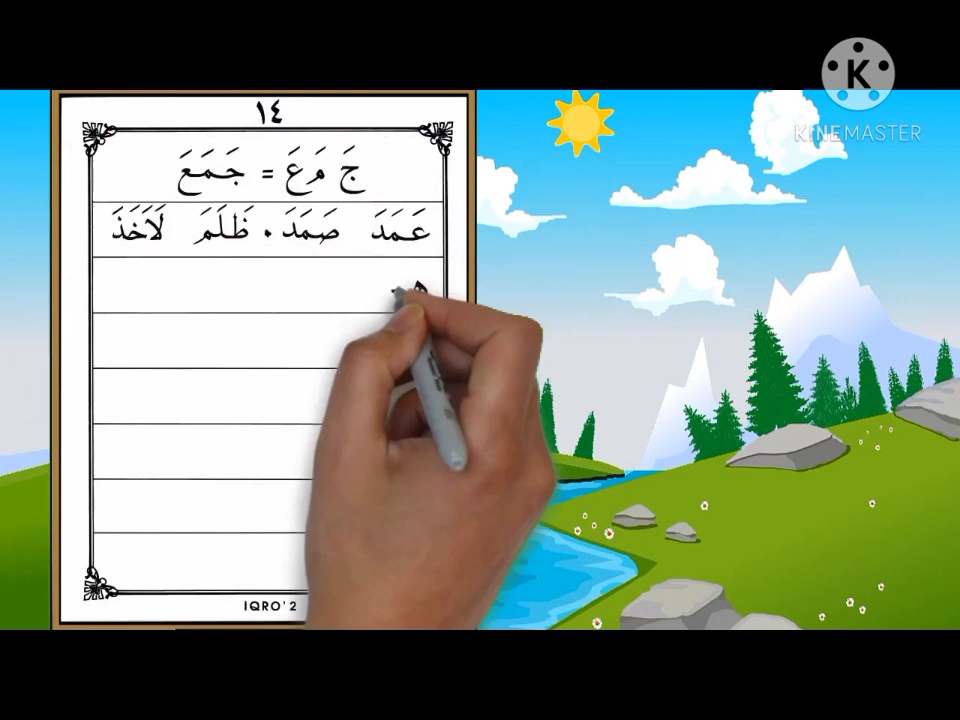 ١٤
جَ مَ عَ = جَمَعَ
عَمَدَ صَمَدَ . ظَلَمَ لَأَخَذَ
IQRO' 2
K
KINEMASTER